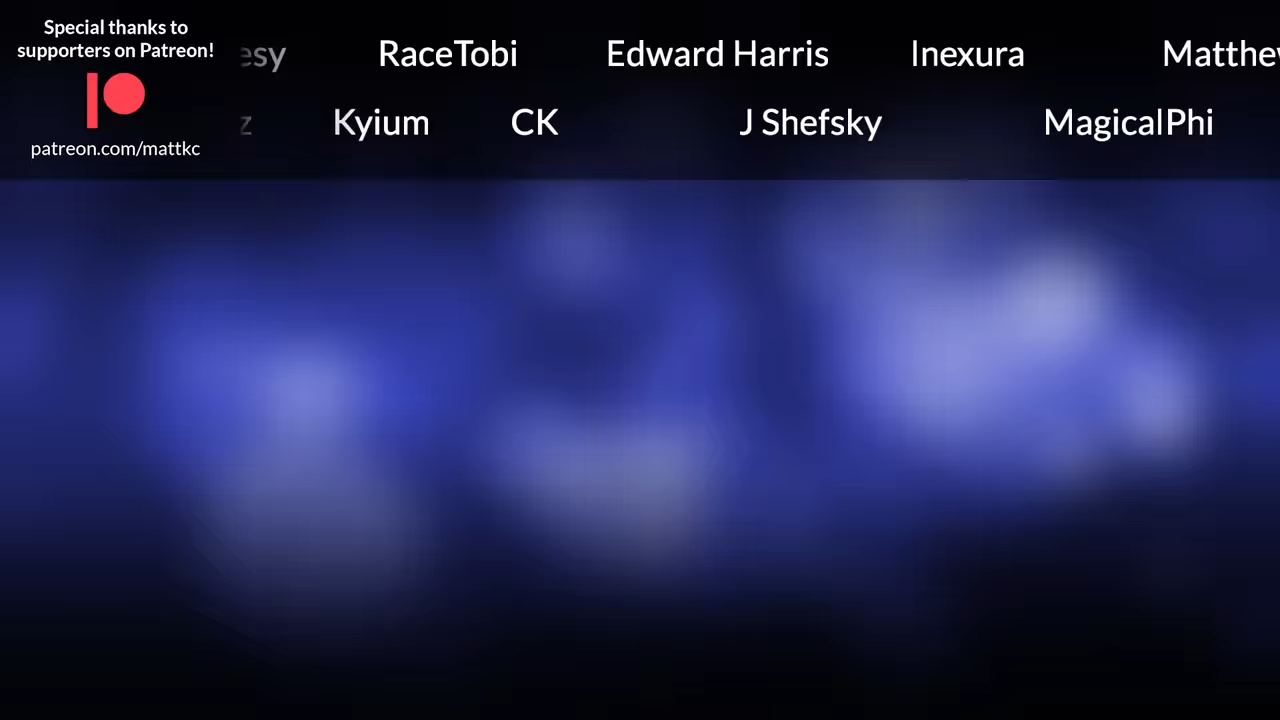 Special thanks to
supporters on Patreon!
patreon.com/mattkc
RaceTobi Edward Harris Inexura
Kyium CK J Shefsky MagicalPhi